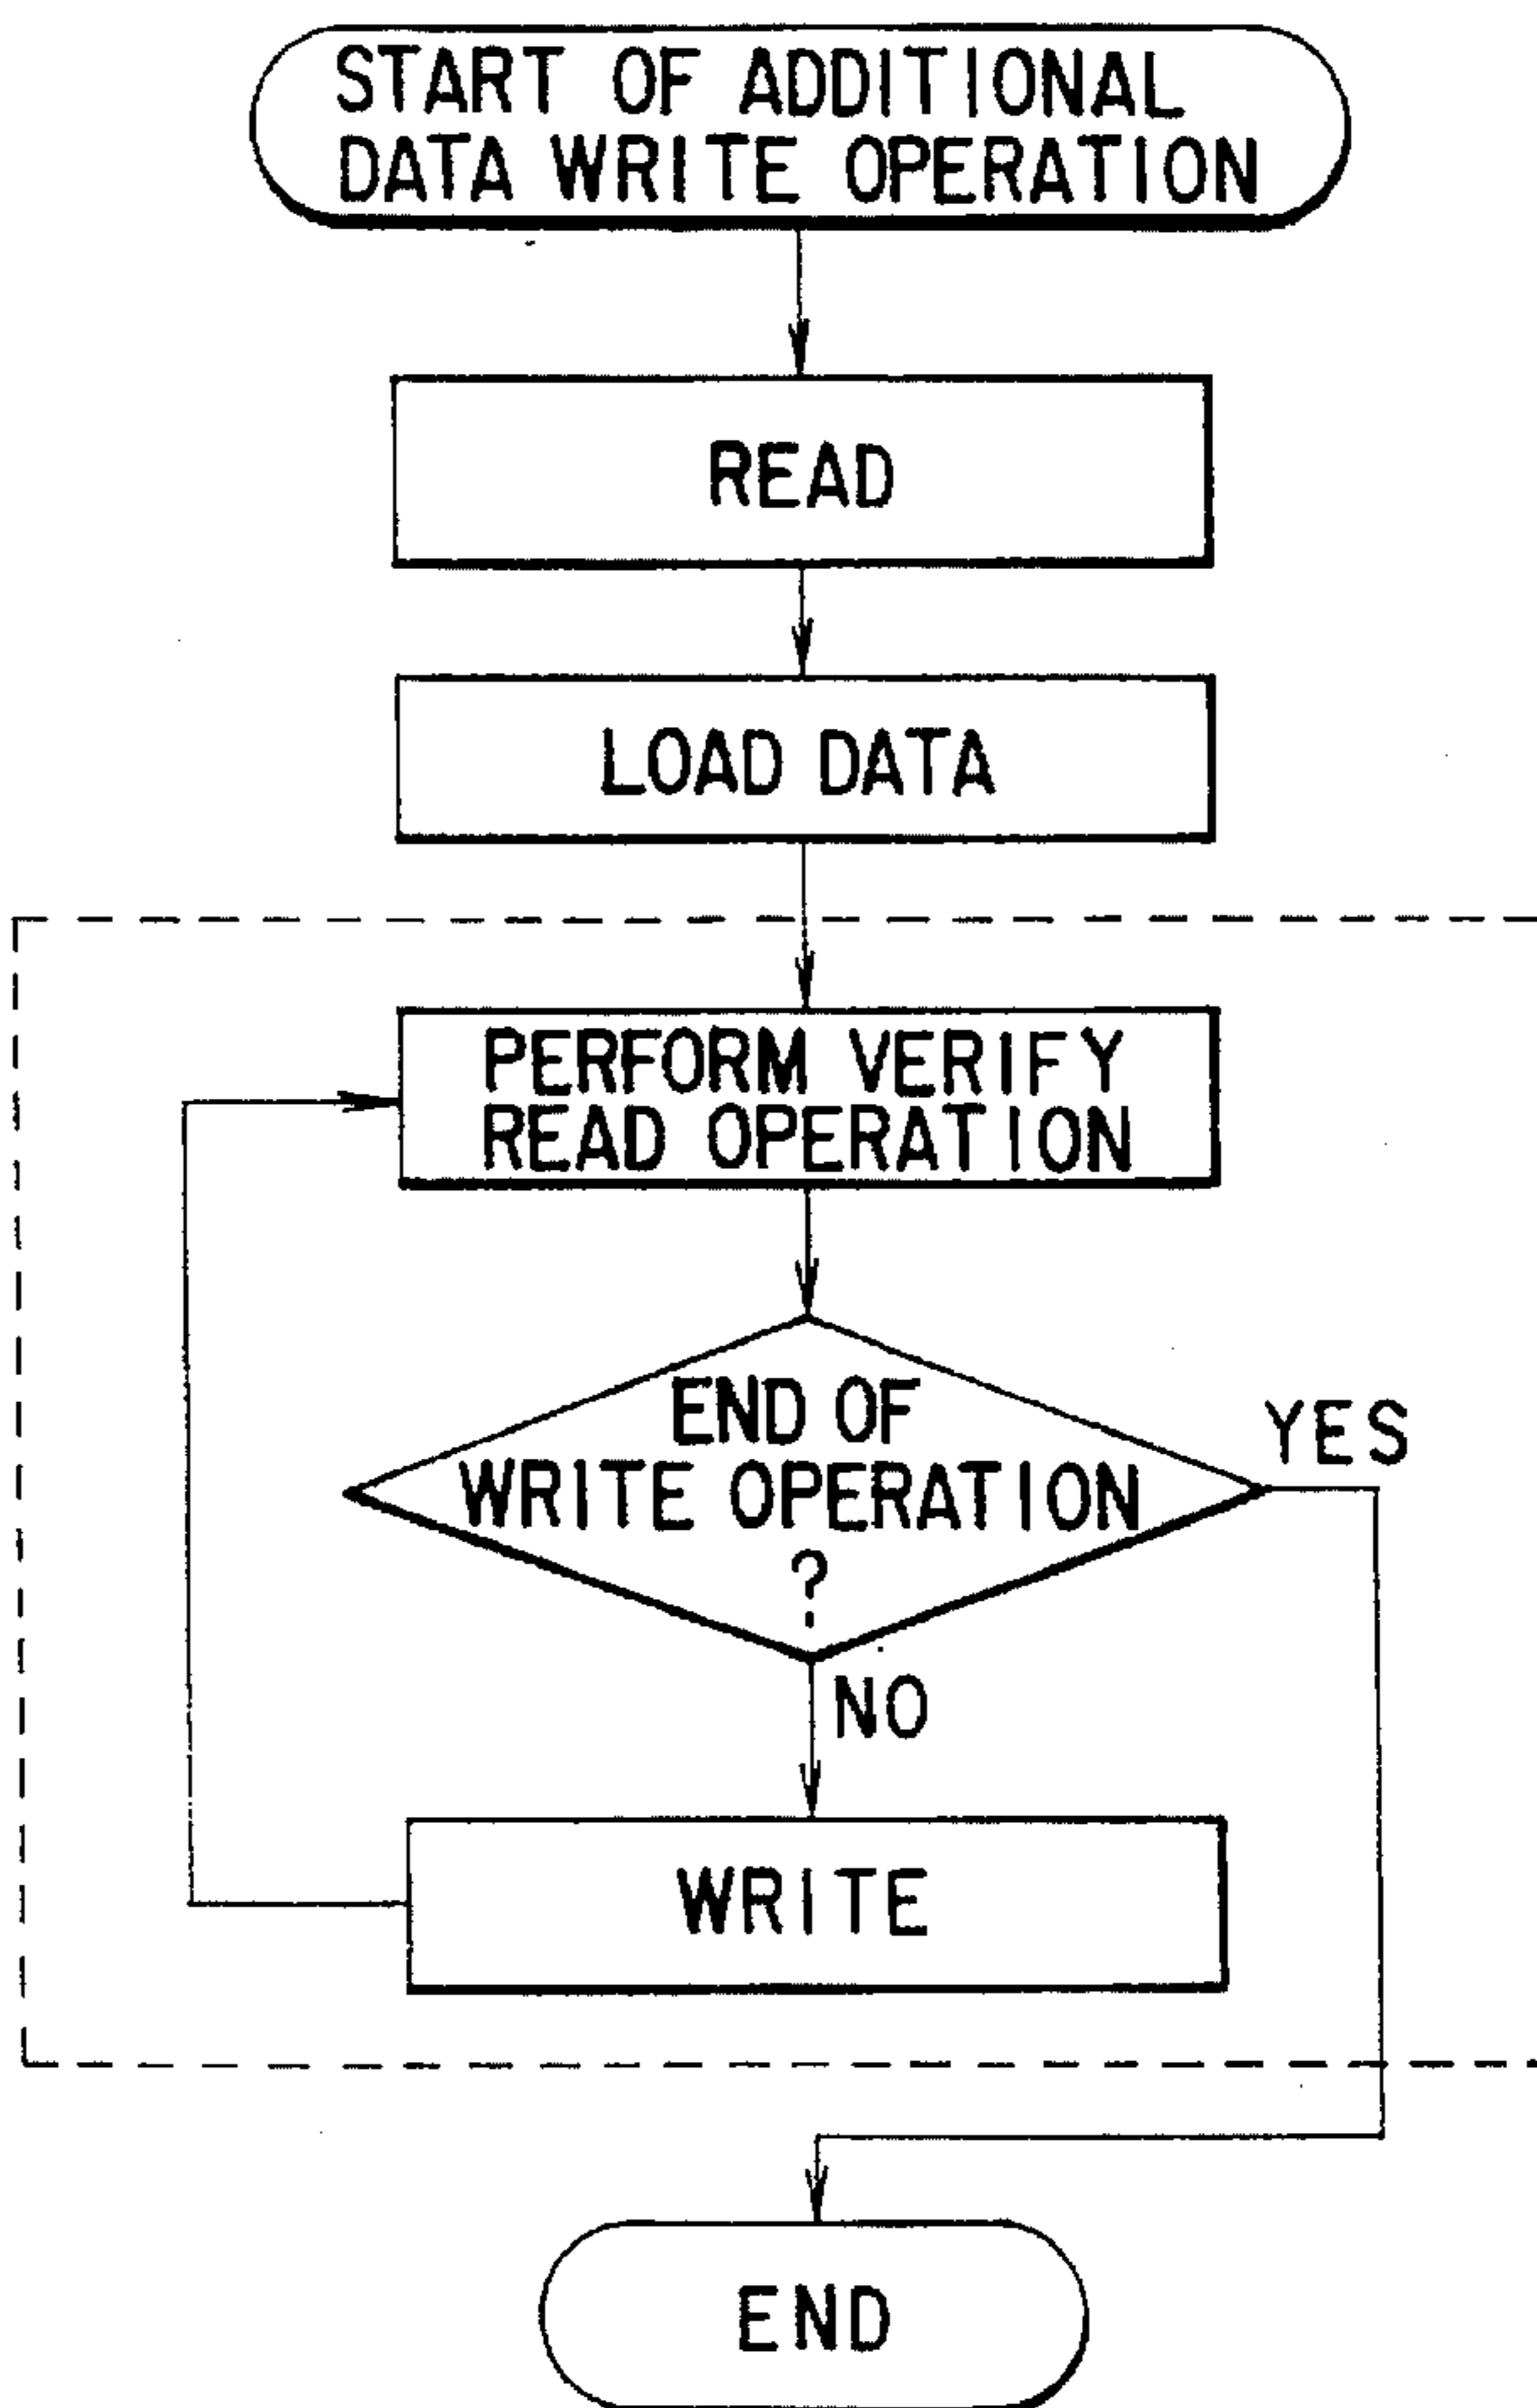 START OF ADDITIONAL
DATA WRITE OPERATION
READ
LOAD DATA
PERFORM VERIFY
READ OPERATION
END OF
WRITE OPERATION
?
YES
NO
WRITE
END